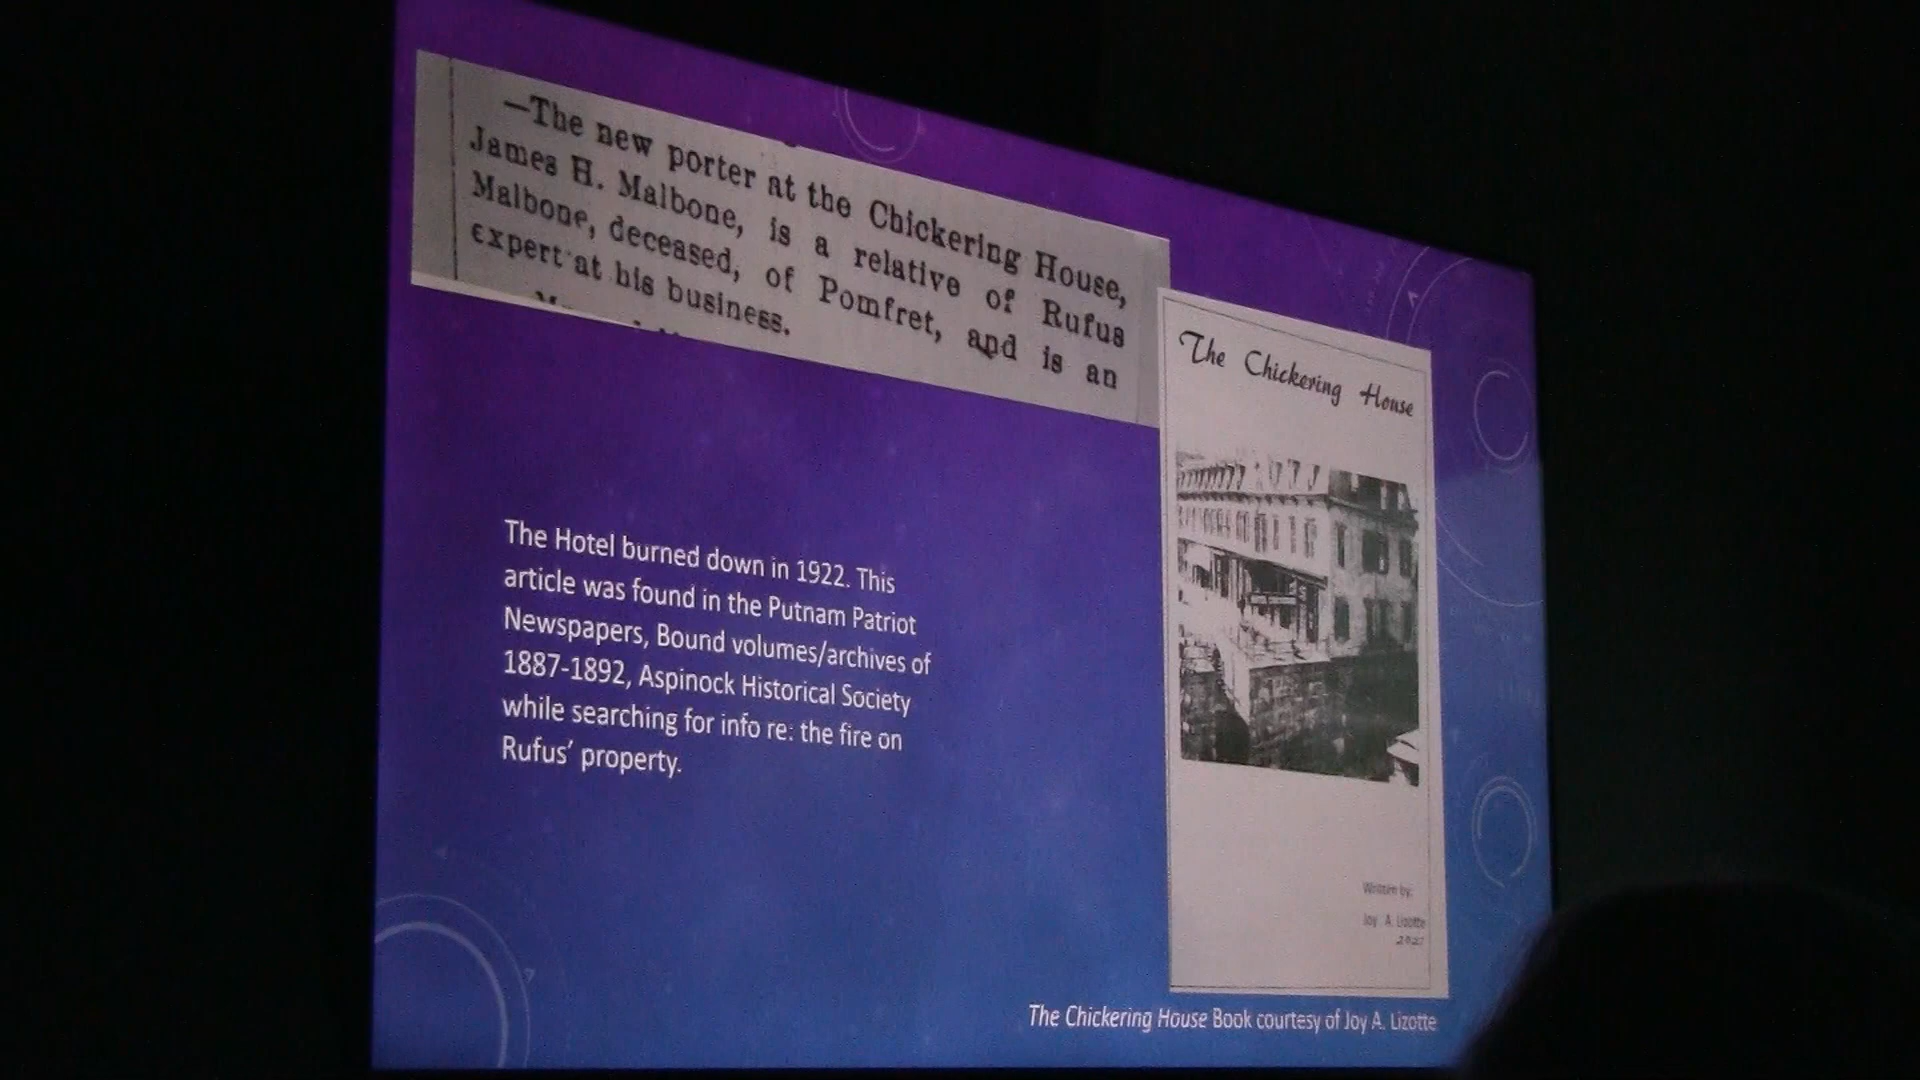 —The new porter at the Chickering House,
James H. Malbone, is a relative of Rufus
Malbone, deceased, of Pomfret, and is an
expert at his business.
The Chickering House
The Hotel burned down in 1922. This
article was found in the Putnam Patriot
Newspapers, Bound volumes/archives of
1887-1892, Aspinock Historical Society
while searching for info re: the fire on
Rufus’ property.
Written by:
Joy A. Lizotte
The Chickering House Book courtesy of Joy A. Lizotte